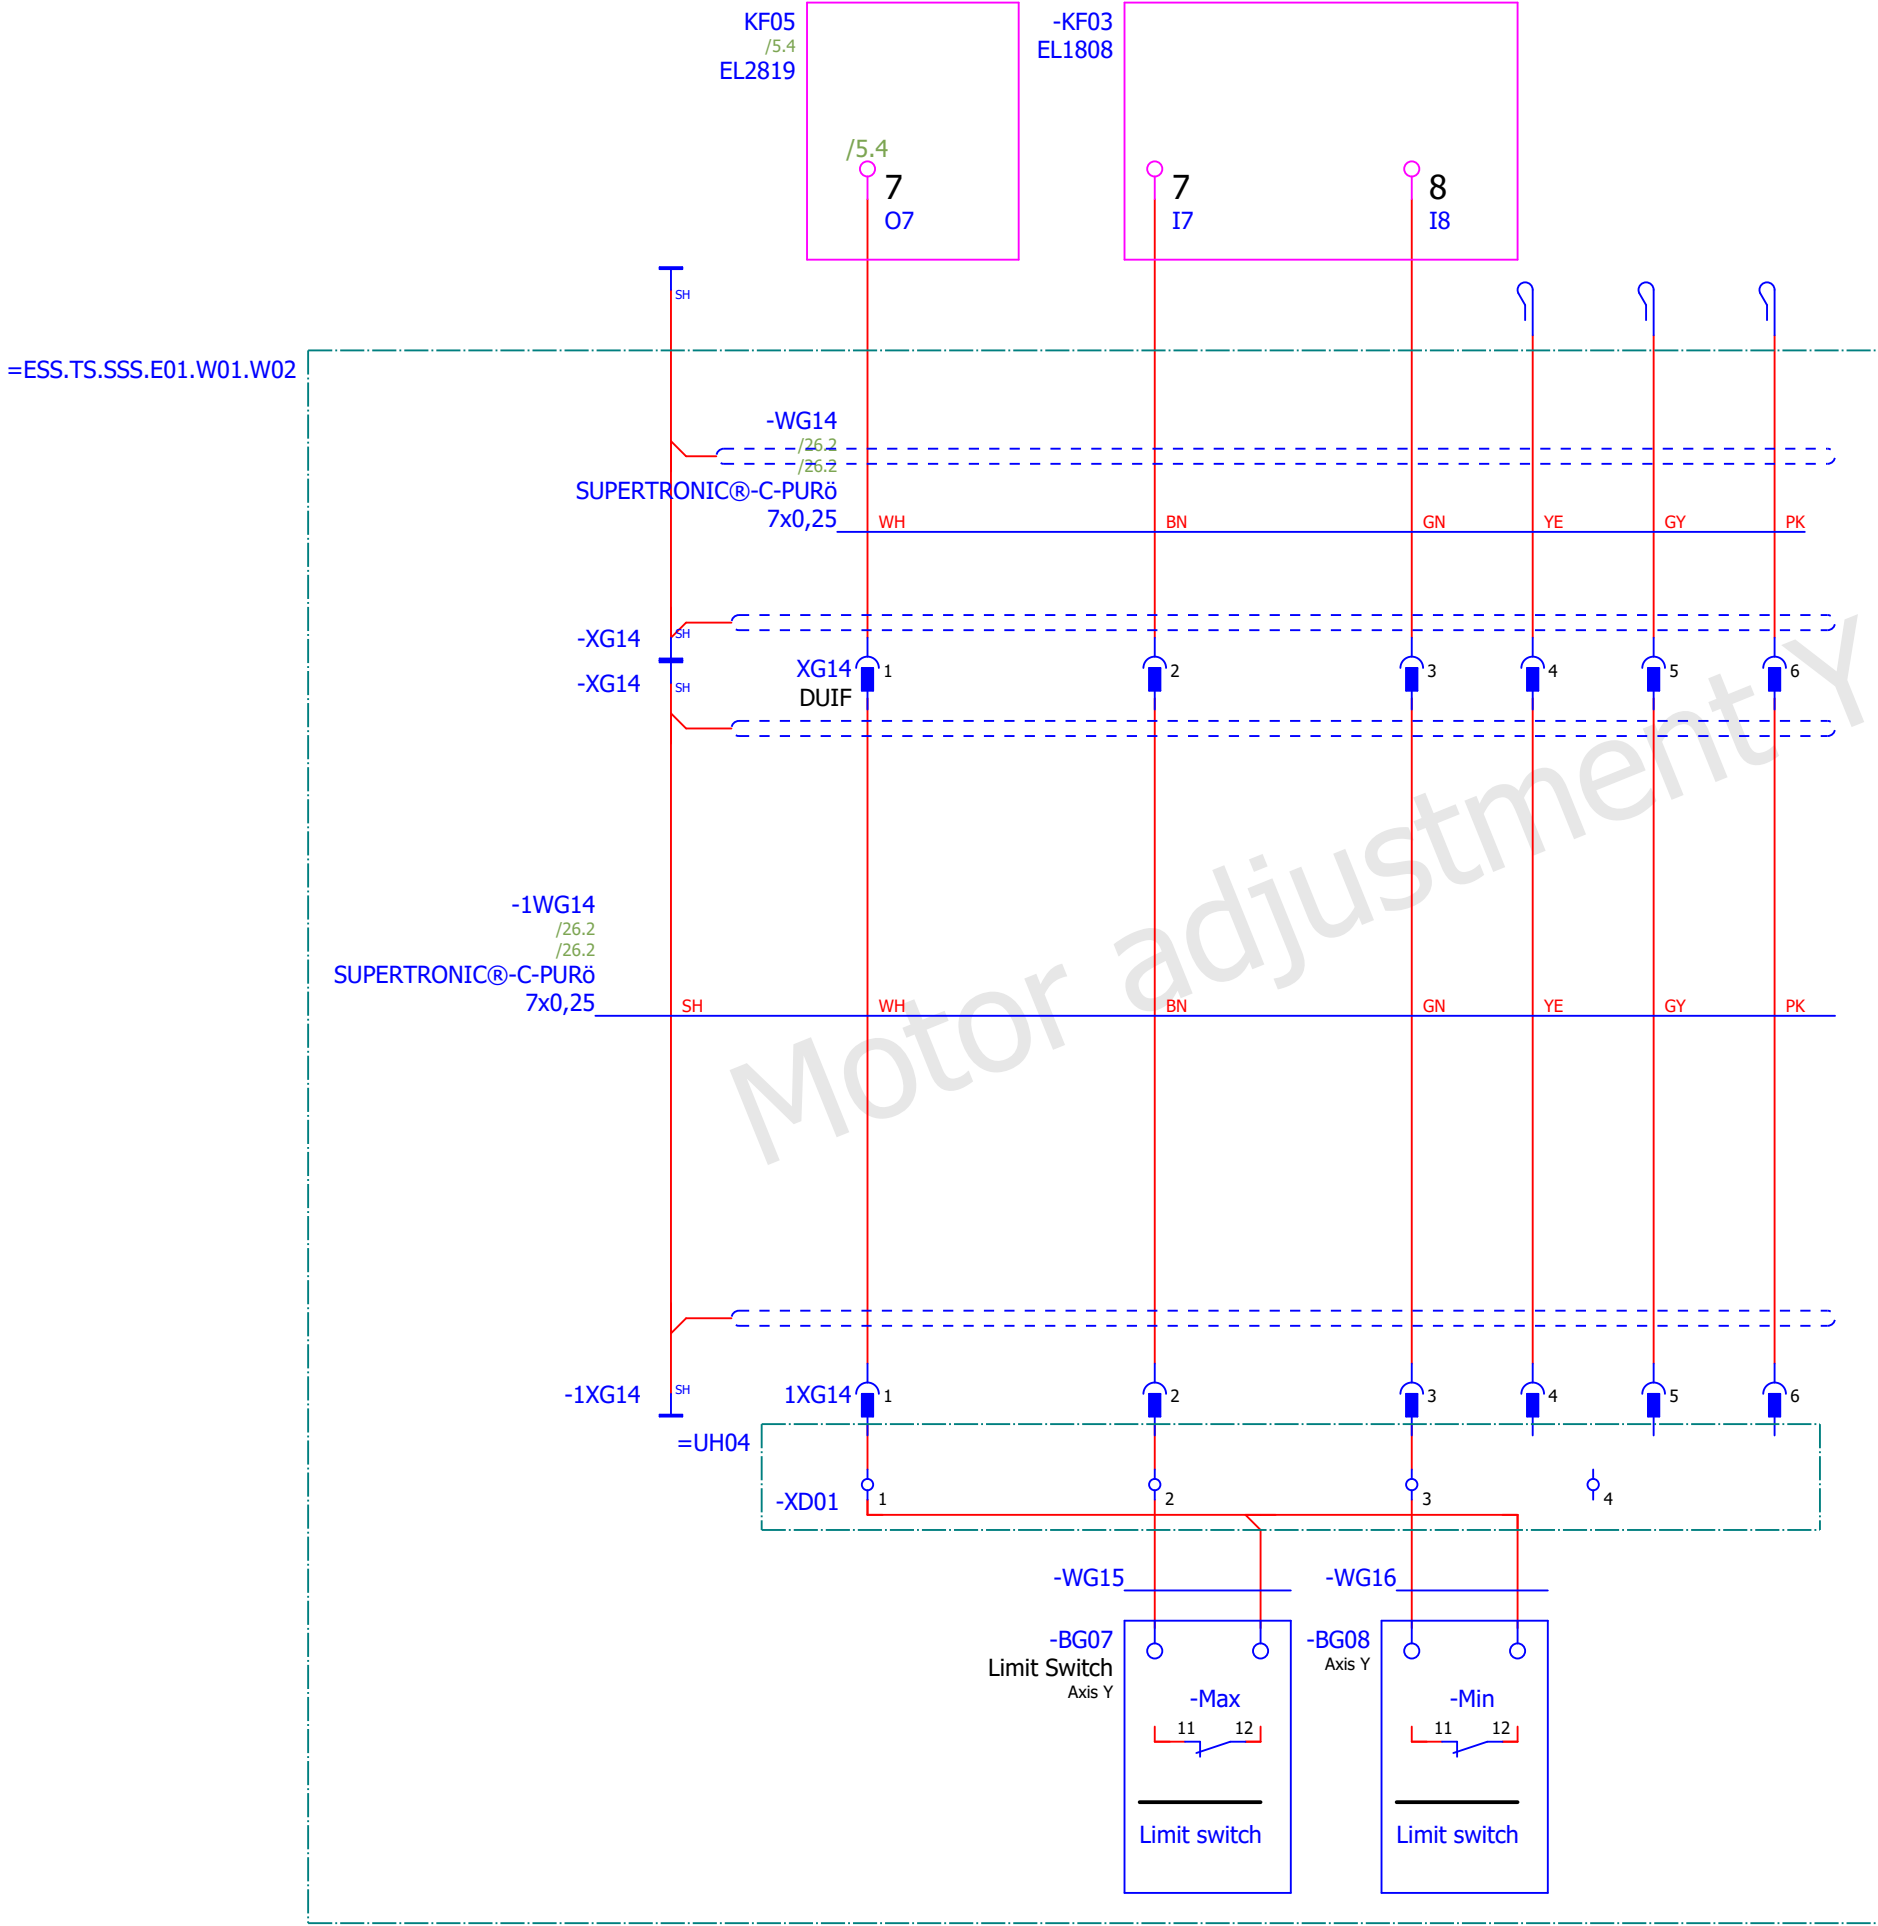 KF05
/5.4
EL2819
-KF03
EL1808
/5.4
7
O7
7
I7
8
I8
SH
=ESS.TS.SSS.E01.W01.W02
-WG14
/26.2
/26.2
SUPERTRONIC®-C-PURö
7x0,25
WH BN GN YE GY PK
-XG14 SH
-XG14 SH
XG14 1 2 3 4 5 6
DUIF
Motor adjustment Y
-1WG14
/26.2
/26.2
SUPERTRONIC®-C-PURö
7x0,25
SH WH BN GN YE GY PK
-1XG14 SH 1XG14 1 2 3 4 5 6
=UH04
-XD01 1 2 3 4
-WG15 -WG16
-BG07
Limit Switch
Axis Y
-BG08
Axis Y
-Max
11 12
Limit switch
-Min
11 12
Limit switch